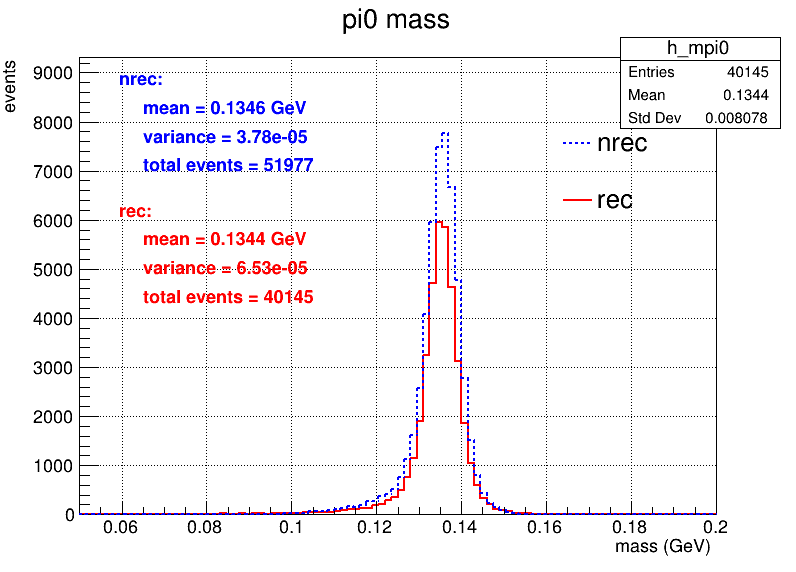 pi0 mass
h_mpi0
Entries 40145
Mean 0.1344
Std Dev 0.008078
events
nrec:
mean = 0.1346 GeV
variance = 3.78e-05
total events = 51977
rec:
mean = 0.1344 GeV
variance = 6.53e-05
total events = 40145
nrec
rec
9000
8000
7000
6000
5000
4000
3000
2000
1000
0
0.06 0.08 0.1 0.12 0.14 0.16 0.18 0.2
mass (GeV)